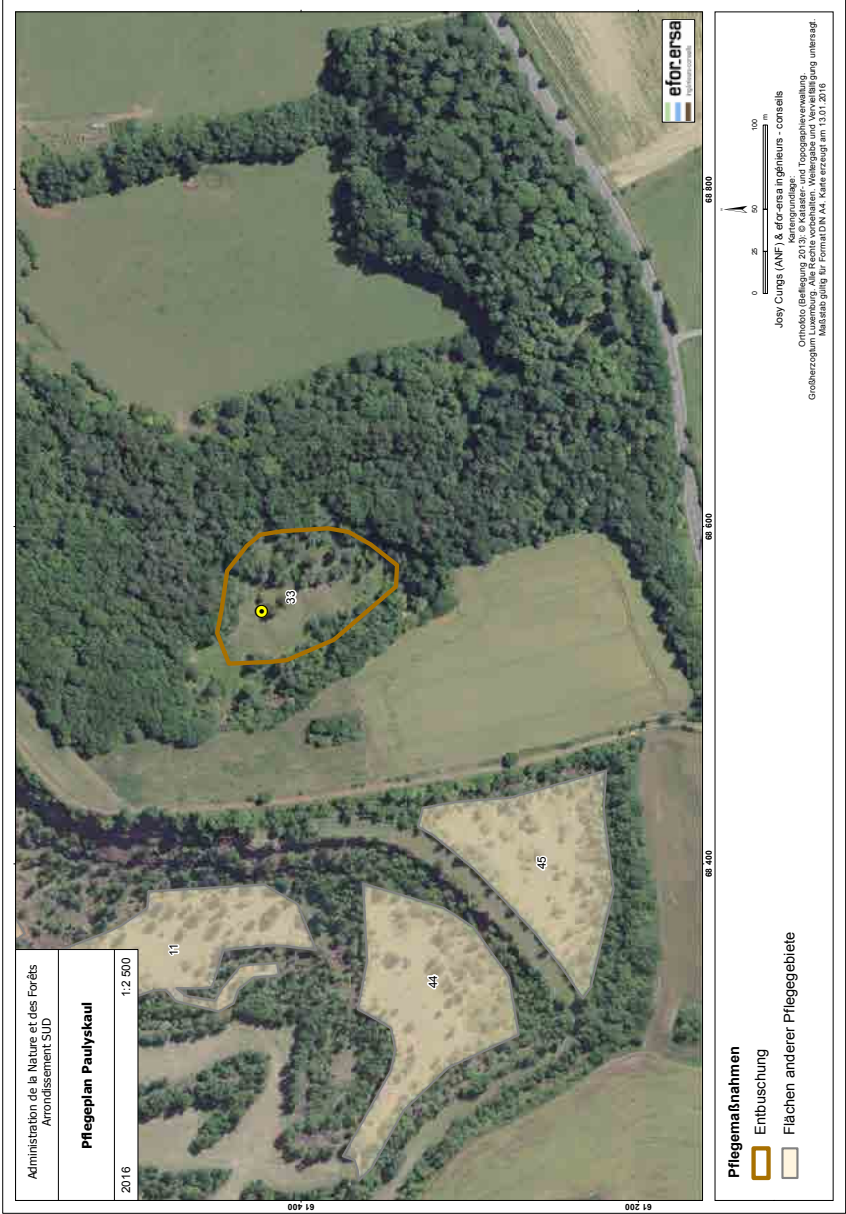 Administration de la Nature et des Forêts
Arrondissement SUD
Pflegeplan Paulyskaul
2016
1:2 500
11
44
45
33
68 400
68 600
68 800
61 400
61 200
efor.ersa
ingénieurs-conseils
Pflegemaßnahmen
Entbuschung
Flächen anderer Pflegegebiete
0
25
50
100
m
Josy Cungs (ANF) & efor-ersa ingénieurs - conseils
Kartengrundlage:
Orthofoto (Befliegung 2013): © Kataster- und Topographieverwaltung.
Großherzogtum Luxemburg. Alle Rechte vorbehalten. Weitergabe und Vervielfältigung untersagt.
Maßstab gültig für Format DIN A4. Karte erzeugt am 13.01.2016